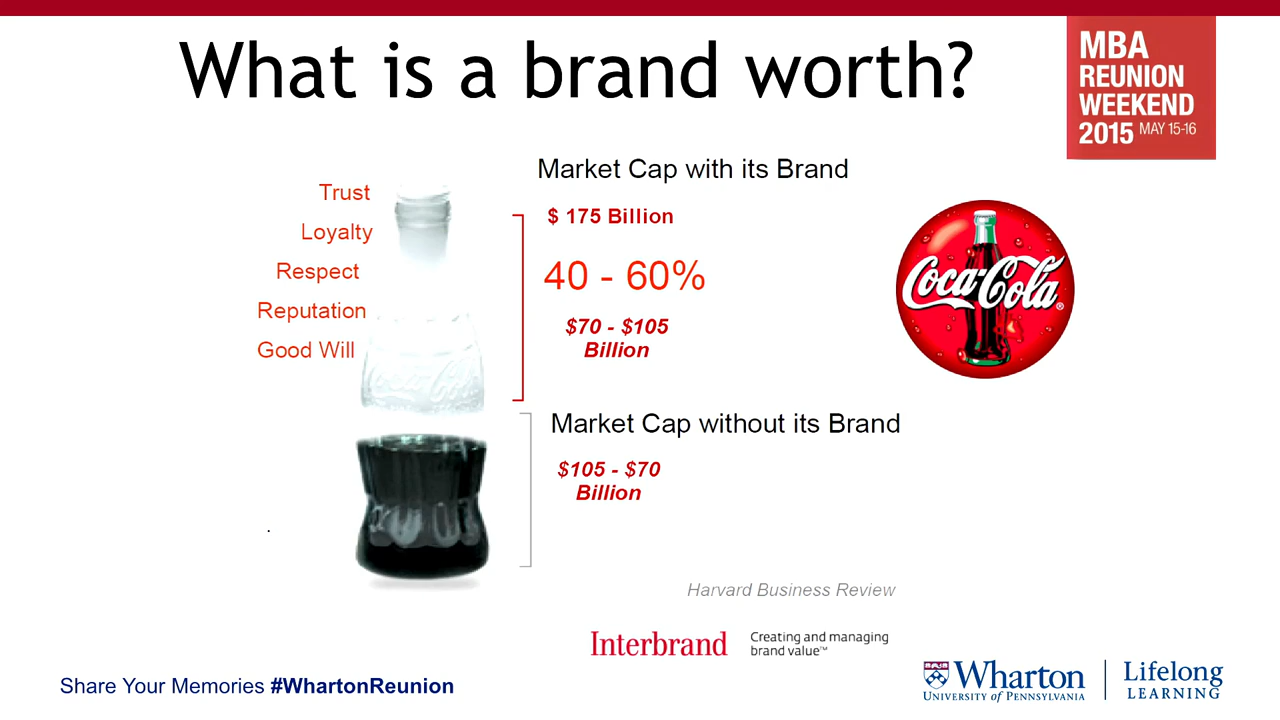 What is a brand worth?
MBA
REUNION
WEEKEND
2015 MAY 15-16
Market Cap with its Brand
Trust
Loyalty
Respect
Reputation
Good Will
$ 175 Billion
40 - 60%
$70 - $105
Billion
Coca-Cola
Coca-Cola
Market Cap without its Brand
$105 - $70
Billion
.
Harvard Business Review
Interbrand
Creating and managing
brand value™
Share Your Memories #WhartonReunion
Wharton
UNIVERSITY OF PENNSYLVANIA
Lifelong
LEARNING